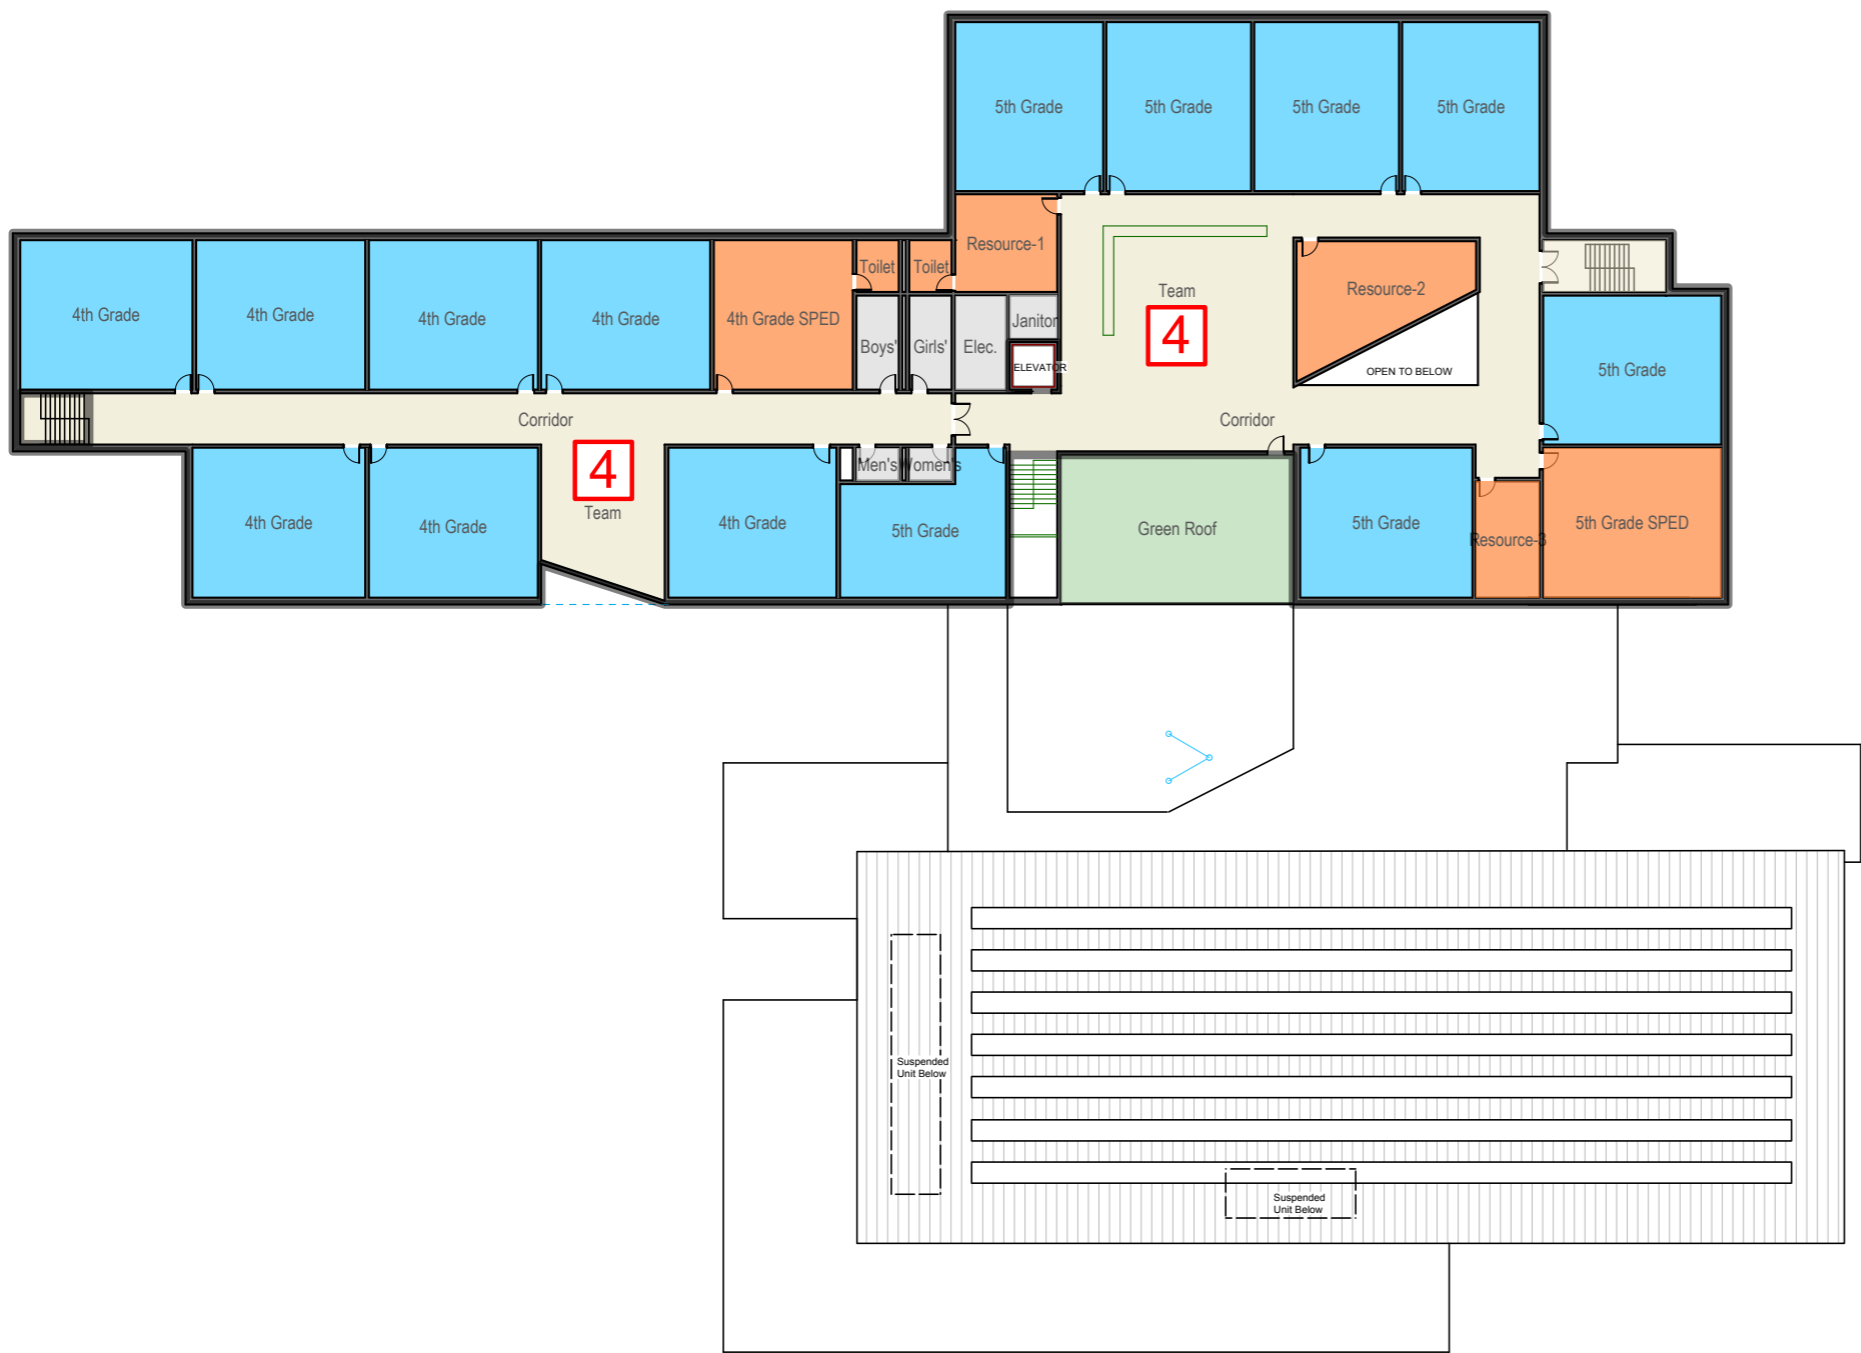 5th Grade
5th Grade
5th Grade
5th Grade
Resource-1
Toilet
Toilet
4th Grade
4th Grade
4th Grade
4th Grade
4th Grade SPED
Boys'
Girls'
Elec.
Janitor
ELEVATOR
Team
4
Resource-2
OPEN TO BELOW
5th Grade
Corridor
Corridor
4
Team
Men's
Women's
4th Grade
4th Grade
4th Grade
5th Grade
Green Roof
5th Grade
Resource-3
5th Grade SPED
Suspended
Unit Below
Suspended
Unit Below